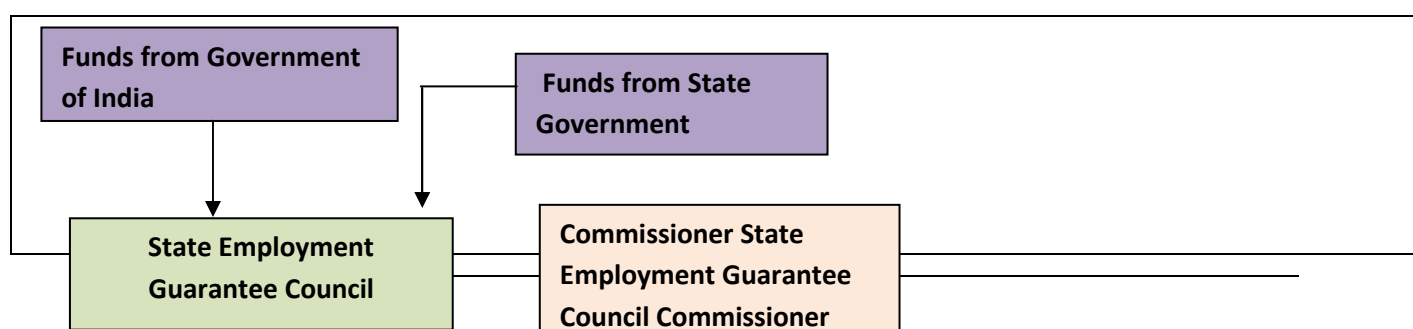 Funds from Government
of India
Funds from State
Government
State Employment
Guarantee Council
Commissioner State
Employment Guarantee
Council Commissioner